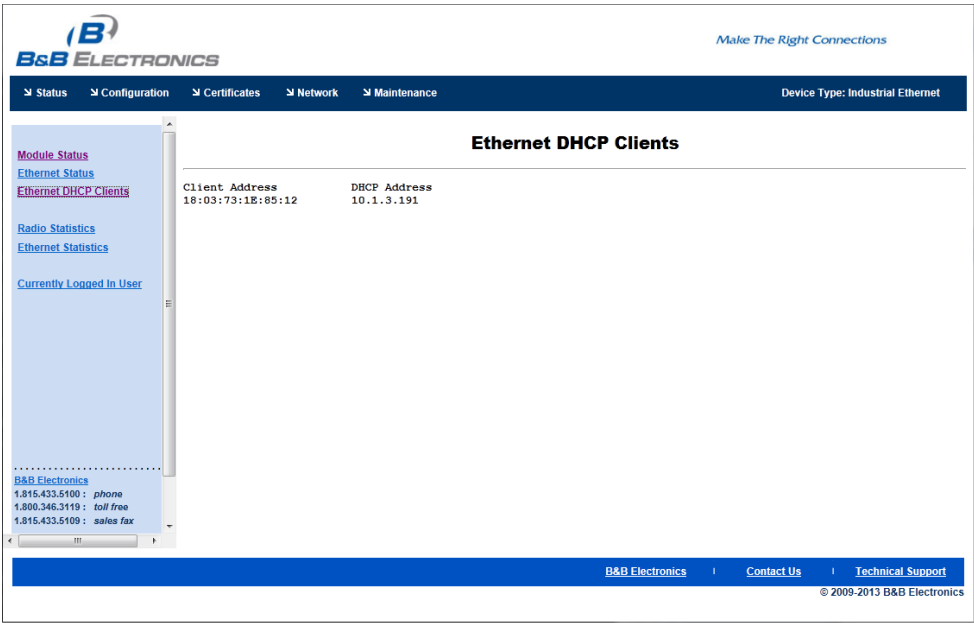 B
B&B ELECTRONICS
Make The Right Connections
Status Configuration Certificates Network Maintenance Device Type: Industrial Ethernet
Module Status
Ethernet Status
Ethernet DHCP Clients
Radio Statistics
Ethernet Statistics
Currently Logged In User
B&B Electronics
1.815.433.5100 : phone
1.800.346.3119 : toll free
1.815.433.5109 : sales fax
Ethernet DHCP Clients
Client Address DHCP Address
18:03:73:1E:85:12 10.1.3.191
B&B Electronics | Contact Us | Technical Support
© 2009-2013 B&B Electronics